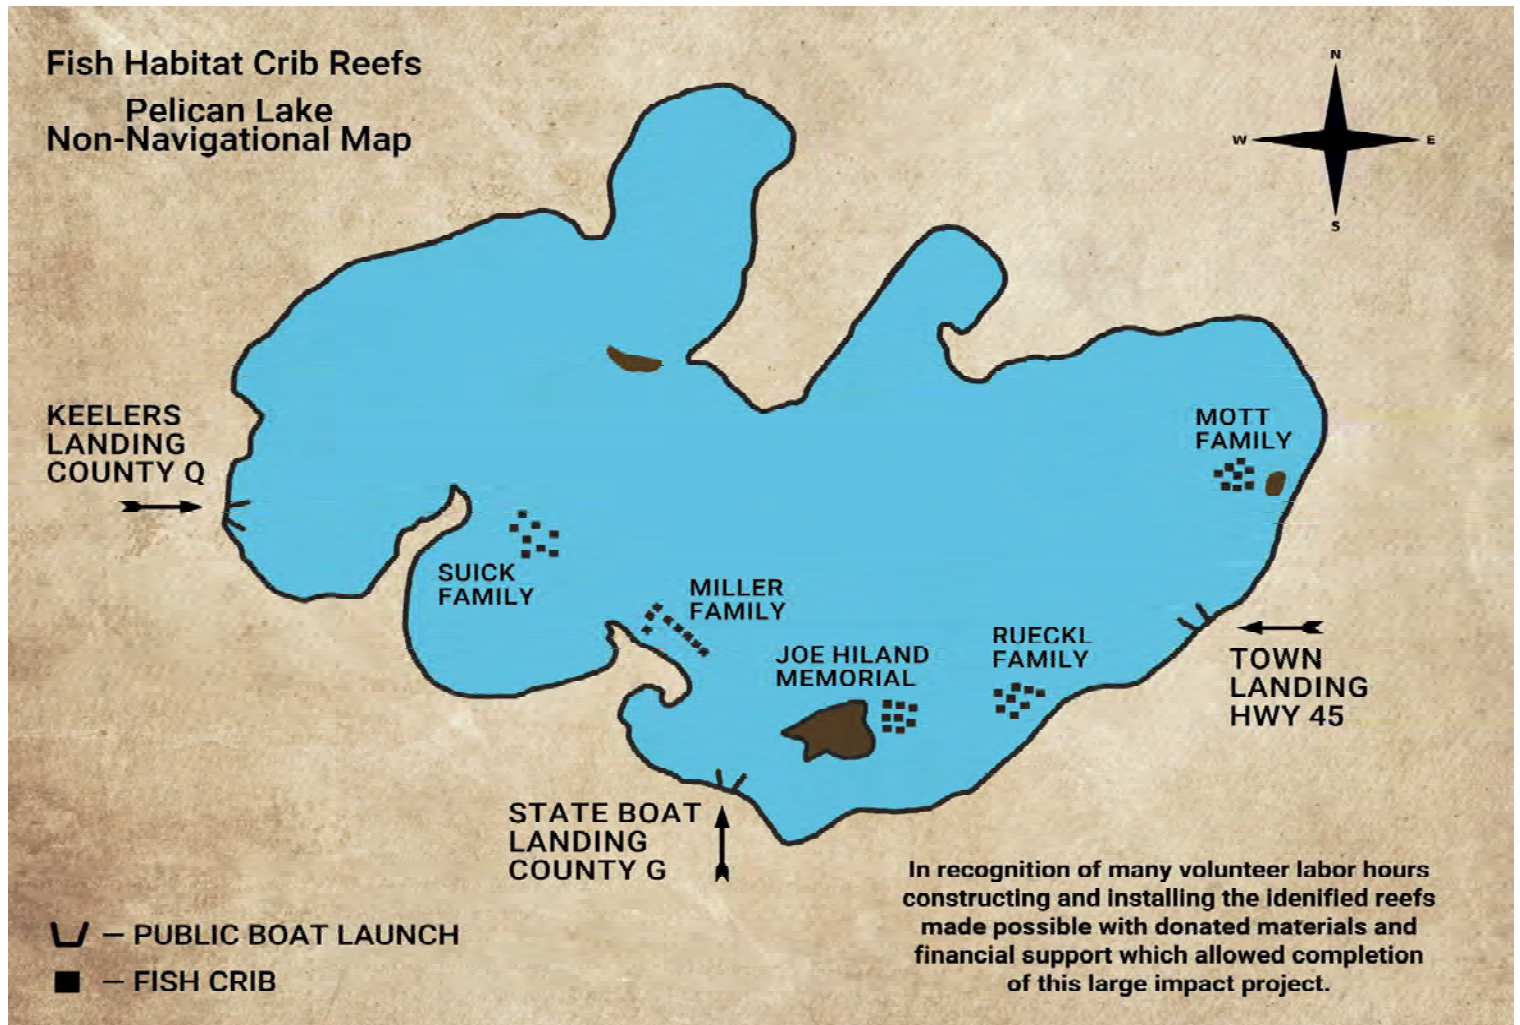 Fish Habitat Crib Reefs
Pelican Lake
Non-Navigational Map
N
W
E
S
KEELERS
LANDING
COUNTY Q
MOTT
FAMILY
SUICK
FAMILY
MILLER
FAMILY
JOE HILAND
MEMORIAL
RUECKL
FAMILY
TOWN
LANDING
HWY 45
STATE BOAT
LANDING
COUNTY G
In recognition of many volunteer labor hours
constructing and installing the idenified reefs
made possible with donated materials and
financial support which allowed completion
of this large impact project.
– PUBLIC BOAT LAUNCH
– FISH CRIB